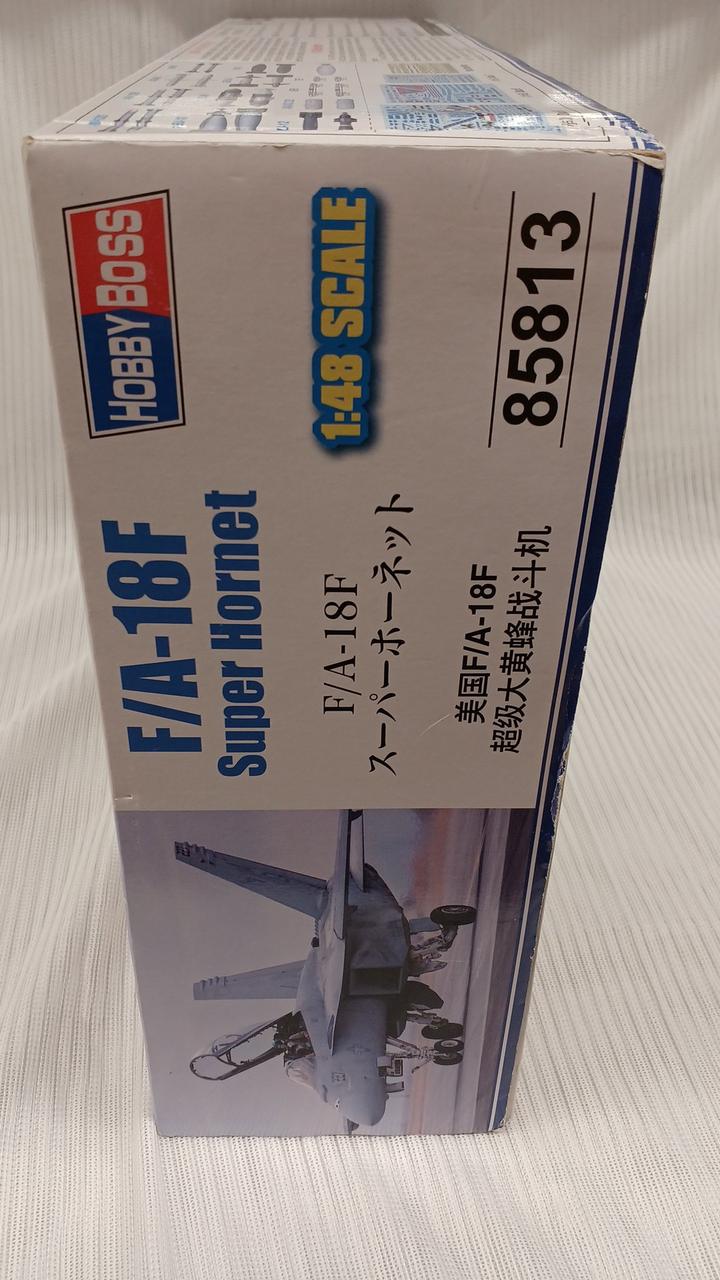 HOBBY BOSS
1:48 SCALE
85813
F/A-18F
Super Hornet
F/A-18F
スーパーホーネット
美国F/A-18F
超级大黄蜂战斗机